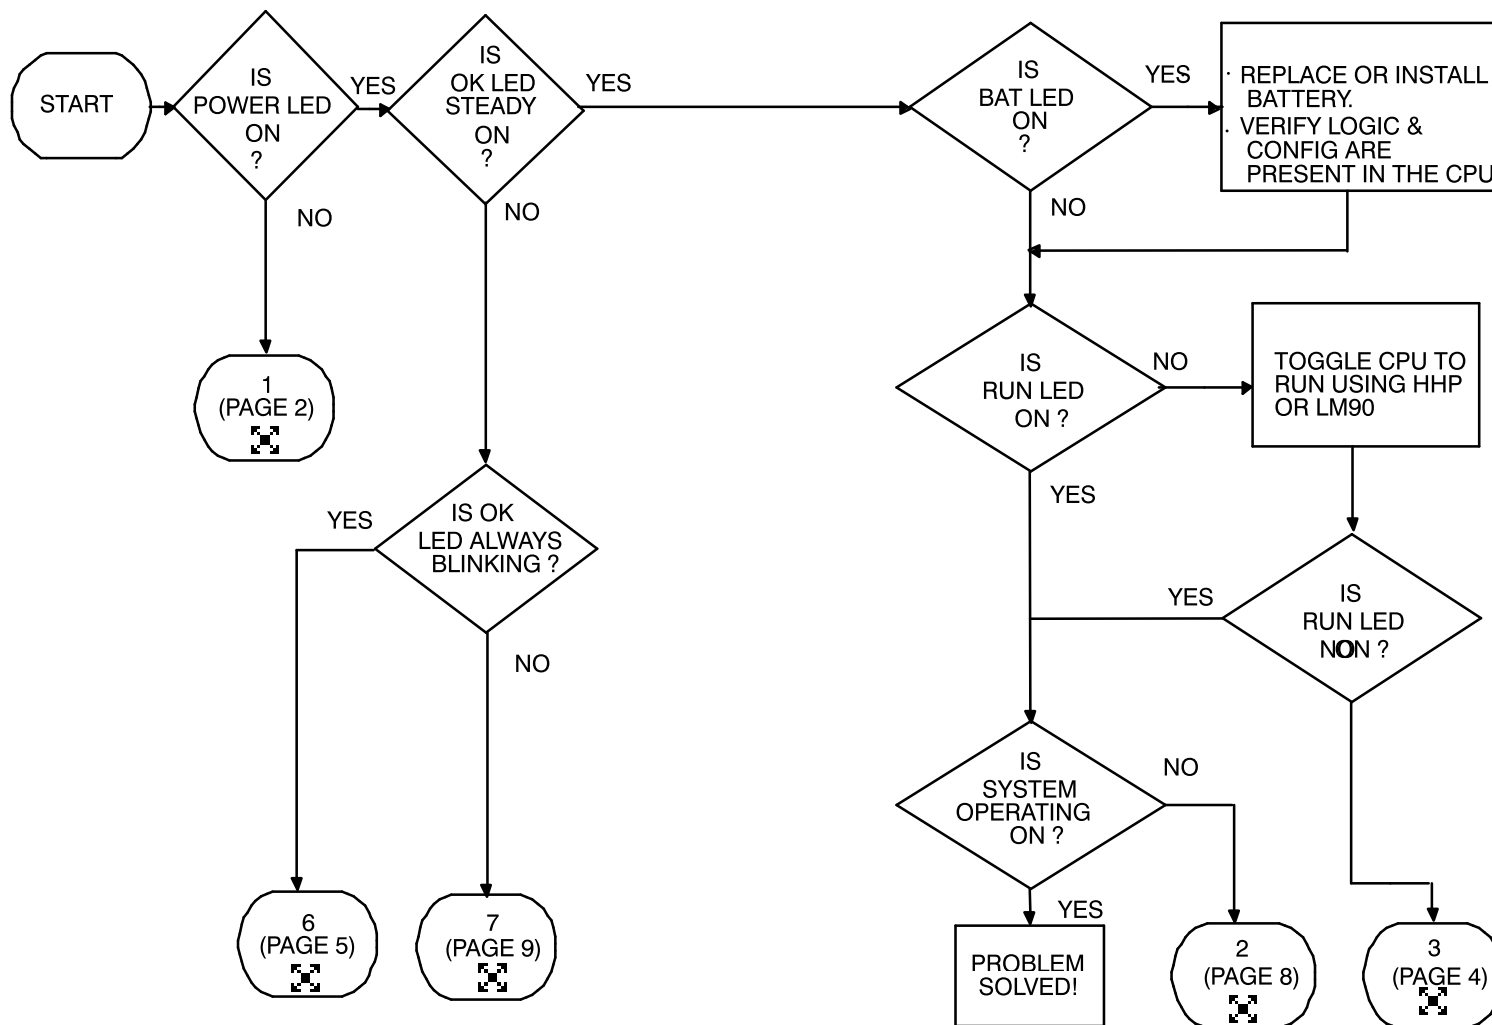 START
IS
POWER LED
ON
?
YES
NO
1
(PAGE 2)
IS
OK LED
STEADY
ON
?
YES
NO
IS OK
LED ALWAYS
BLINKING ?
YES
NO
6
(PAGE 5)
7
(PAGE 9)
IS
BAT LED
ON
?
YES
NO
· REPLACE OR INSTALL
BATTERY.
· VERIFY LOGIC &
CONFIG ARE
PRESENT IN THE CPU
IS
RUN LED
ON ?
NO
YES
TOGGLE CPU TO
RUN USING HHP
OR LM90
IS
RUN LED
NON ?
YES
IS
SYSTEM
OPERATING
ON ?
NO
YES
PROBLEM
SOLVED!
2
(PAGE 8)
3
(PAGE 4)